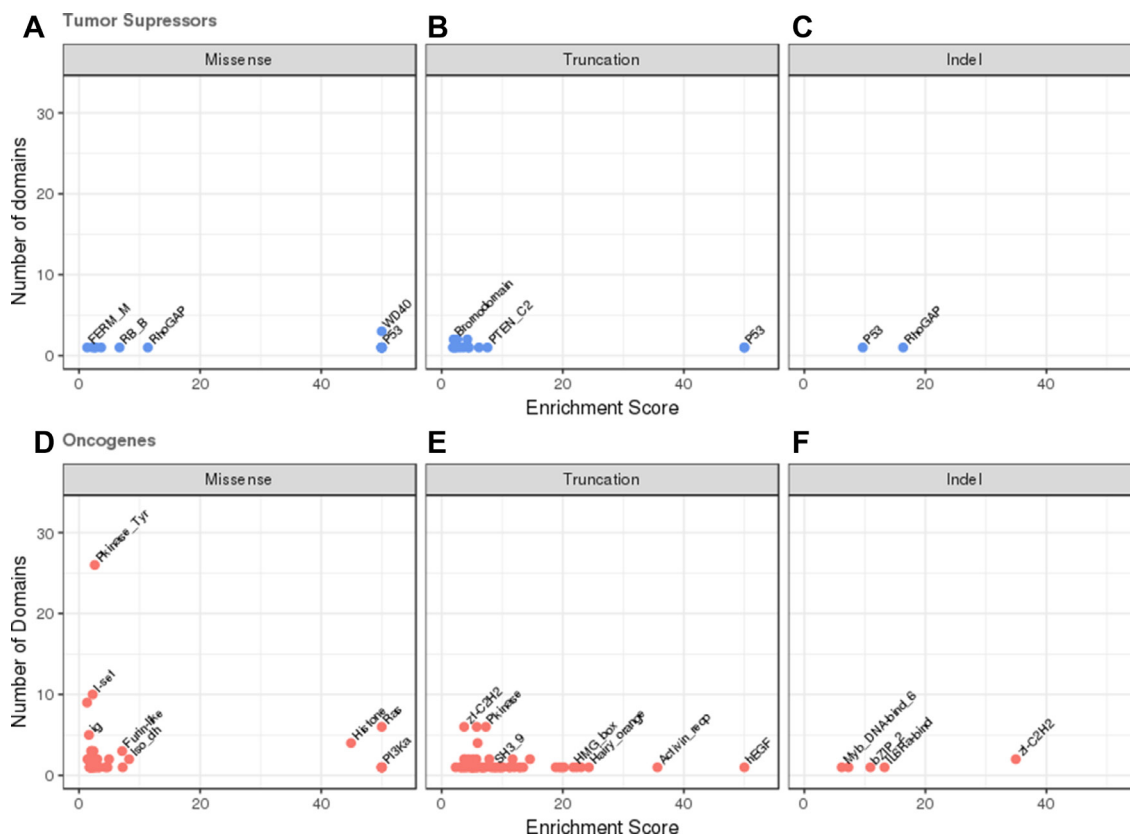 A Tumor Supressors B C
Missense Truncation Indel
Number of domains
30
20
10
0
FERM_M RB_B RhoGAP WD40 P53
Bromodomain PTEN_C2 P53
P53 RhoGAP
0 20 40 0 20 40 0 20 40
Enrichment Score
D Oncogenes E F
Missense Truncation Indel
Number of Domains
30
20
10
0
Pkinase_Tyr
I-set
ig Furin-like Iso_dh Histone Ras PI3Ka
zf-C2H2 Pkinase SH3_9 HMG_box Hairy_orange Activin_recp hEGF
Myb_DNA-bind_6 bZIP_2 IL6Ra-bind zf-C2H2
0 20 40 0 20 40 0 20 40
Enrichment Score